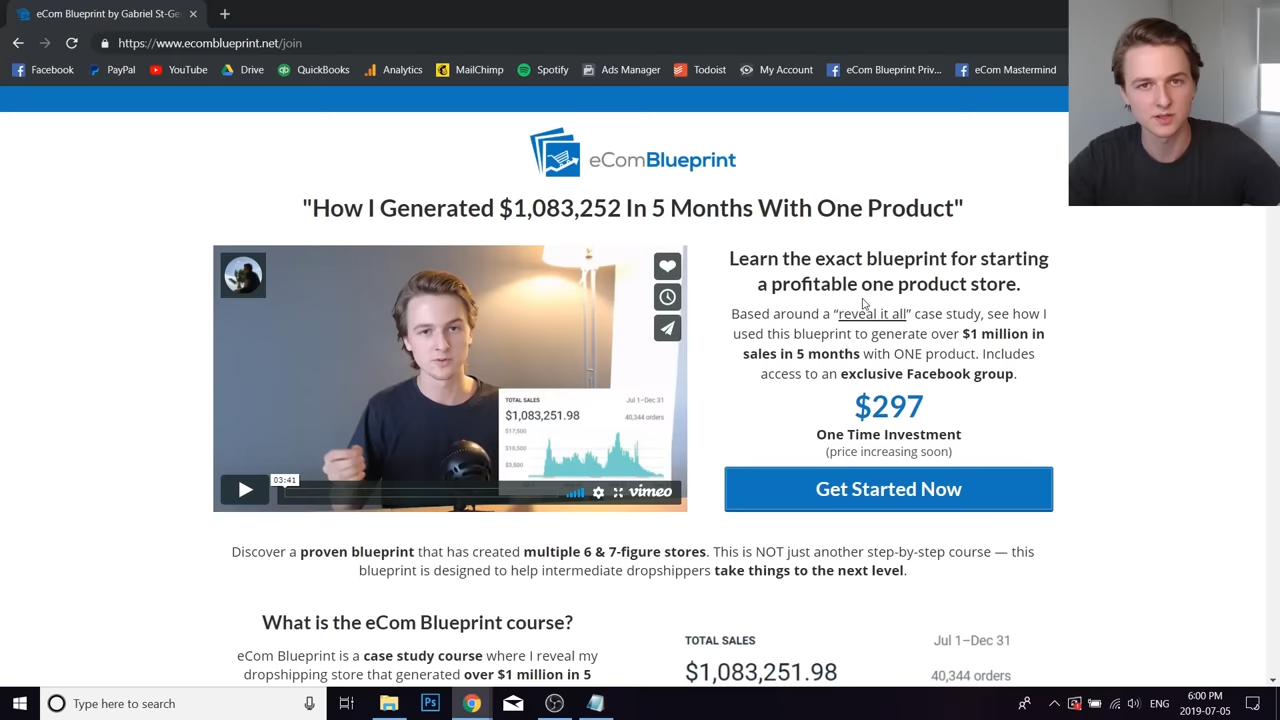 eCom Blueprint by Gabriel St-Ge
https://www.ecomblueprint.net/join
Facebook
PayPal
YouTube
Drive
QuickBooks
Analytics
MailChimp
Spotify
Ads Manager
Todoist
My Account
eCom Blueprint Priv...
eCom Mastermind
eComBlueprint
"How I Generated $1,083,252 In 5 Months With One Product"
TOTAL SALES
Jul 1–Dec 31
$1,083,251.98
40,344 orders
$17,500
$10,500
$3,500
03:41
vimeo
Learn the exact blueprint for starting
a profitable one product store.
Based around a “reveal it all” case study, see how I
used this blueprint to generate over $1 million in
sales in 5 months with ONE product. Includes
access to an exclusive Facebook group.
$297
One Time Investment
(price increasing soon)
Get Started Now
Discover a proven blueprint that has created multiple 6 & 7-figure stores. This is NOT just another step-by-step course — this
blueprint is designed to help intermediate dropshippers take things to the next level.
What is the eCom Blueprint course?
eCom Blueprint is a case study course where I reveal my
dropshipping store that generated over $1 million in 5
TOTAL SALES
Jul 1–Dec 31
$1,083,251.98
40,344 orders
Type here to search
ENG
6:00 PM
2019-07-05